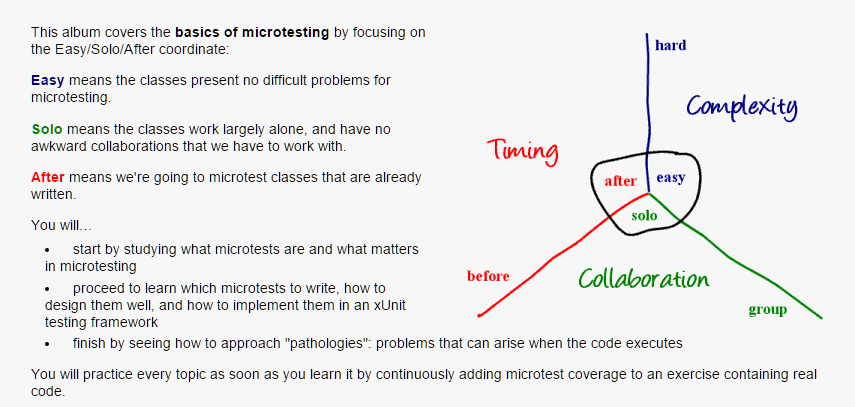 This album covers the basics of microtesting by focusing on
the Easy/Solo/After coordinate:
Easy means the classes present no difficult problems for
microtesting.
Solo means the classes work largely alone, and have no
awkward collaborations that we have to work with.
After means we're going to microtest classes that are already
written.
You will…
• start by studying what microtests are and what matters
in microtesting
• proceed to learn which microtests to write, how to
design them well, and how to implement them in an xUnit
testing framework
• finish by seeing how to approach "pathologies": problems that can arise when the code executes
You will practice every topic as soon as you learn it by continuously adding microtest coverage to an exercise containing real
code.
hard
Complexity
Timing
after
easy
solo
before
Collaboration
group